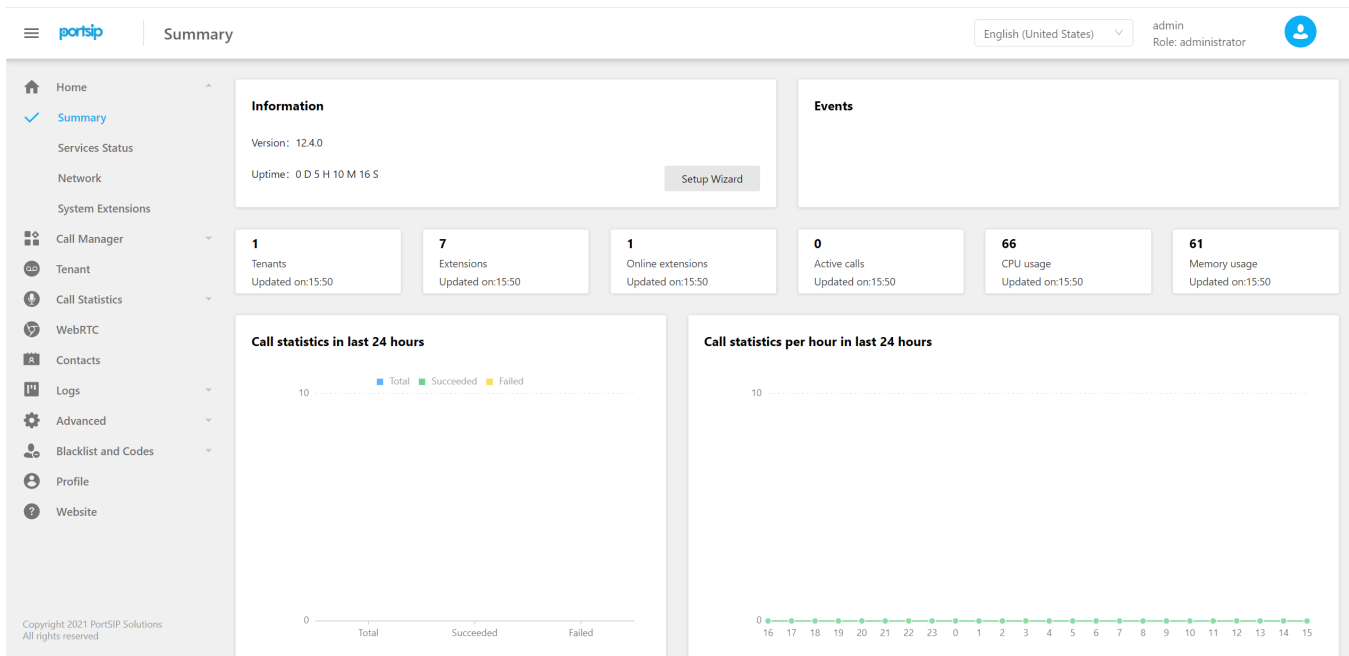 portsip
Summary
English (United States)
admin
Role: administrator
Home
Summary
Services Status
Network
System Extensions
Call Manager
Tenant
Call Statistics
WebRTC
Contacts
Logs
Advanced
Blacklist and Codes
Profile
Website
Copyright 2021 PortSIP Solutions
All rights reserved
Information
Version: 12.4.0
Uptime: 0 D 5 H 10 M 16 S
Setup Wizard
Events
1
Tenants
Updated on:15:50
7
Extensions
Updated on:15:50
1
Online extensions
Updated on:15:50
0
Active calls
Updated on:15:50
66
CPU usage
Updated on:15:50
61
Memory usage
Updated on:15:50
Call statistics in last 24 hours
Total Succeeded Failed
10
0
Total Succeeded Failed
Call statistics per hour in last 24 hours
10
0
16 17 18 19 20 21 22 23 0 1 2 3 4 5 6 7 8 9 10 11 12 13 14 15